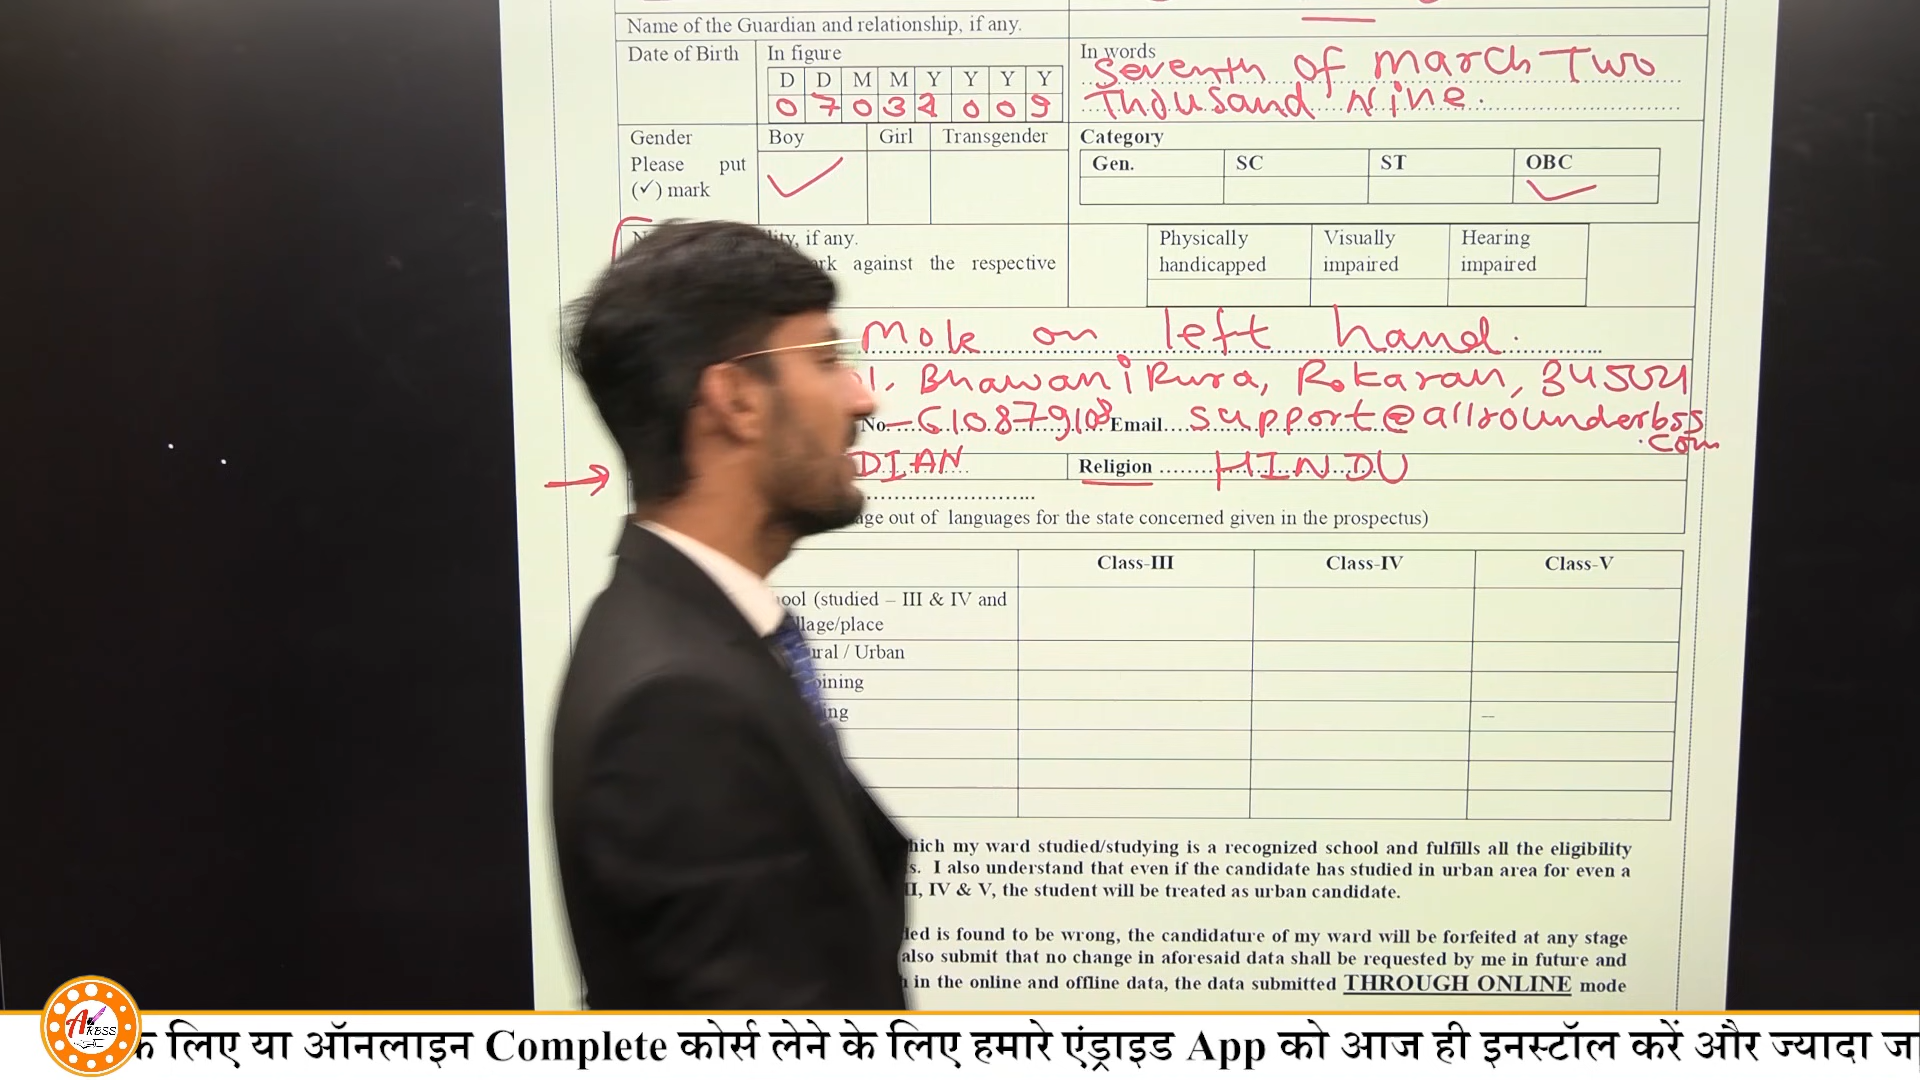 Name of the Guardian and relationship, if any.
Date of Birth In figure In words
D D M M Y Y Y Y
0 7 0 3 2 0 0 9
Seventh of March Two
Thousand Nine.
Gender Boy Girl Transgender Category
Please put
(✓) mark
Gen. SC ST OBC
✓ ✓
ity, if any.
rk against the respective
Physically handicapped
Visually impaired
Hearing impaired
Mole on left hand.
Bhawanipura, Pokaran, 345021
No. 6108879108 Email support@allrounderbss
.com
DIAN Religion HINDU
age out of languages for the state concerned given in the prospectus)
Class-III Class-IV Class-V
ool (studied – III & IV and
llage/place
ural / Urban
oining
ing
hich my ward studied/studying is a recognized school and fulfills all the eligibility
s. I also understand that even if the candidate has studied in urban area for even a
II, IV & V, the student will be treated as urban candidate.
ded is found to be wrong, the candidature of my ward will be forfeited at any stage
also submit that no change in aforesaid data shall be requested by me in future and
in the online and offline data, the data submitted THROUGH ONLINE mode
ARBSS
के लिए या ऑनलाइन Complete कोर्स लेने के लिए हमारे एंड्राइड App को आज ही इनस्टॉल करें और ज्यादा जा